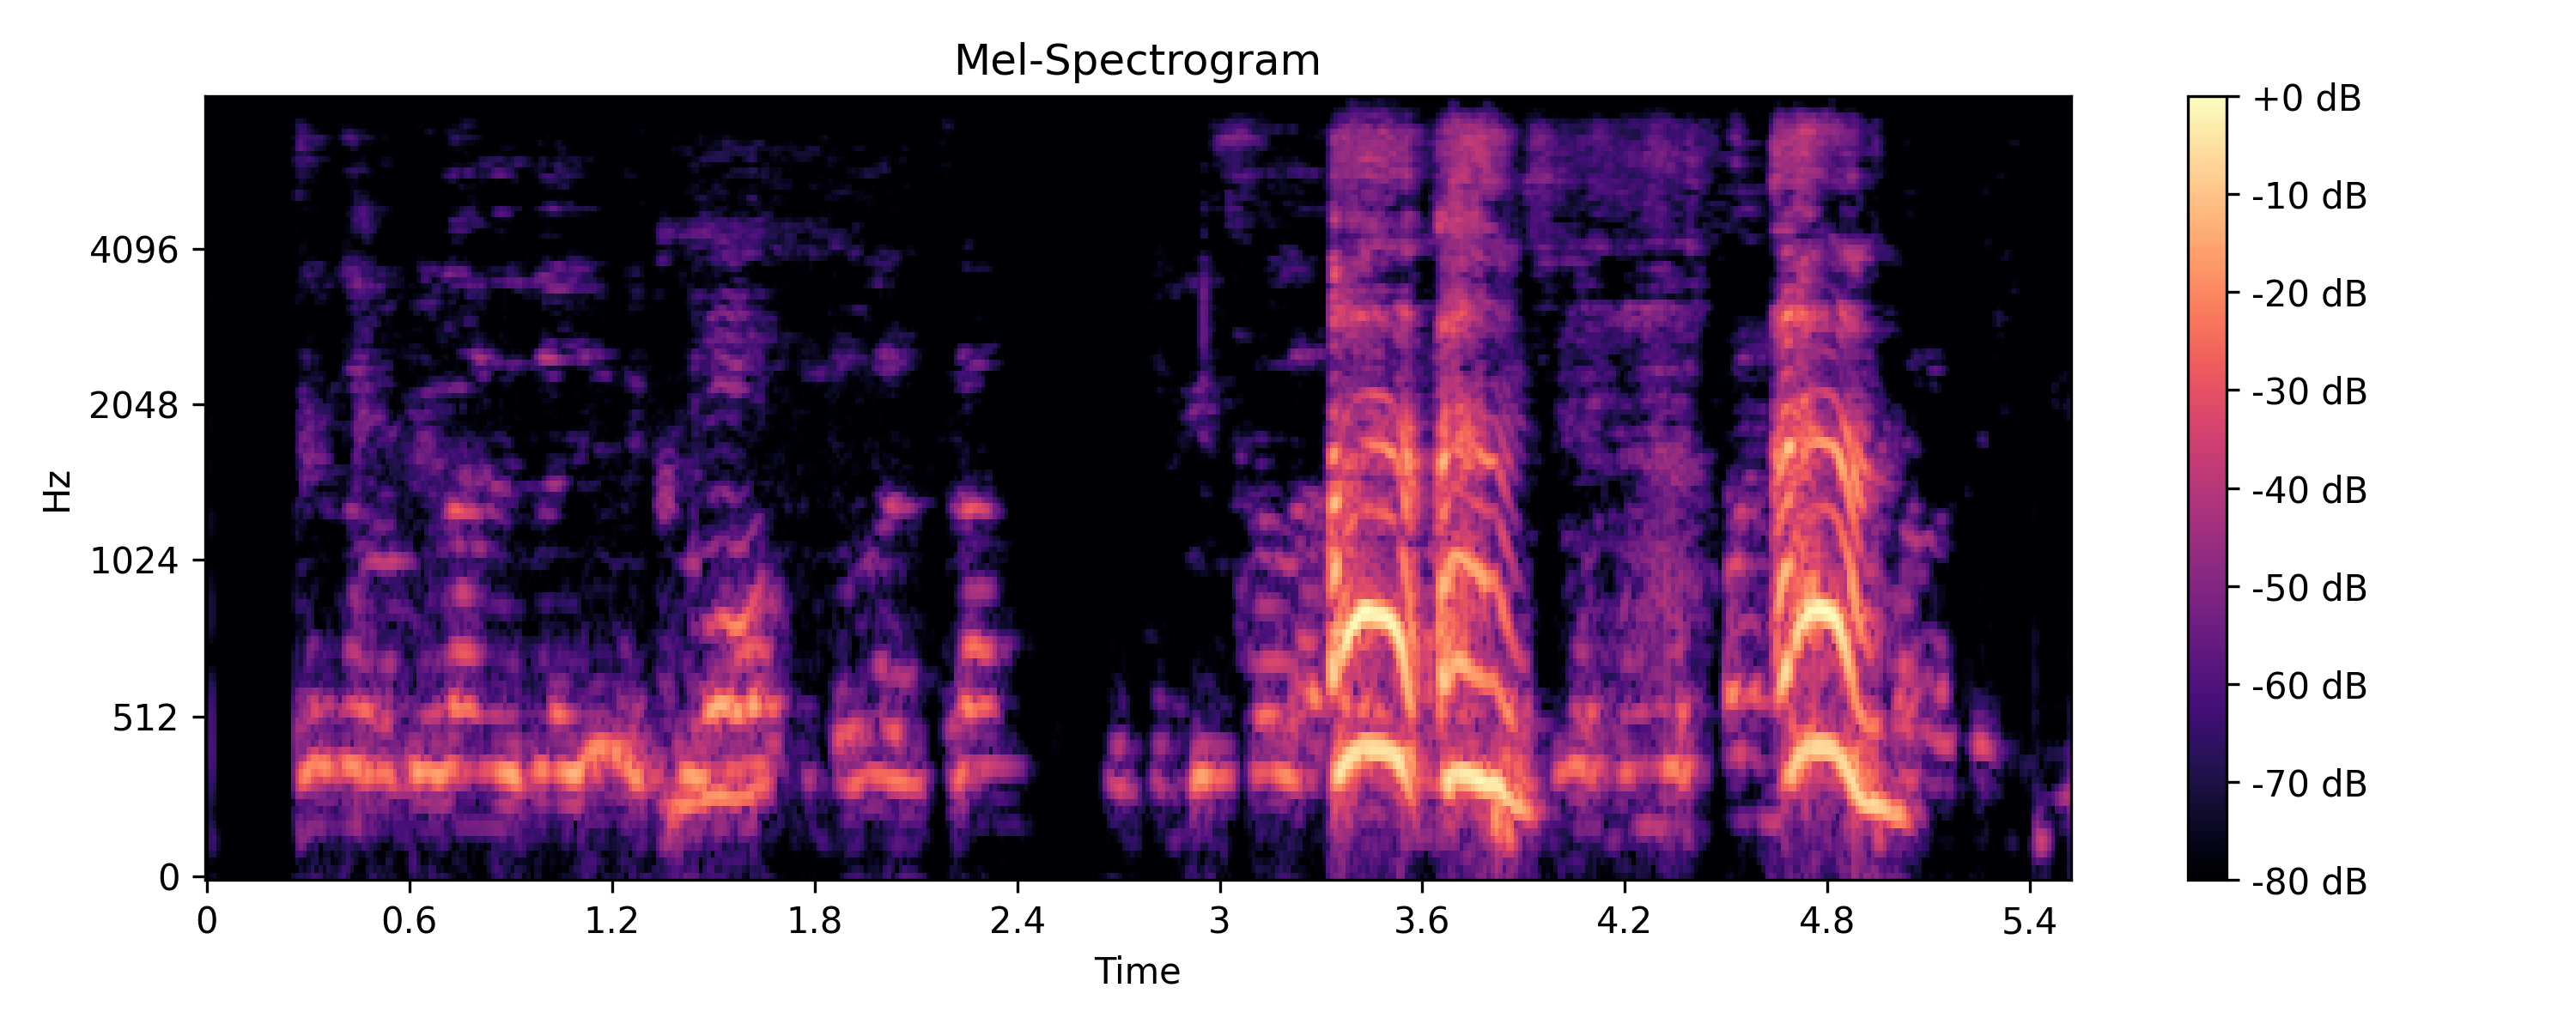 Mel-Spectrogram
+0 dB
-10 dB
-20 dB
-30 dB
-40 dB
-50 dB
-60 dB
-70 dB
-80 dB
Hz
4096
2048
1024
512
0
0 0.6 1.2 1.8 2.4 3 3.6 4.2 4.8 5.4
Time